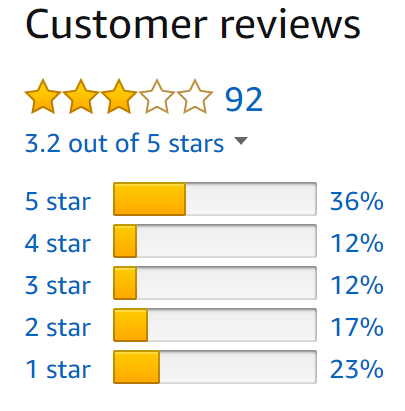 Customer reviews
92
3.2 out of 5 stars
5 star 36%
4 star 12%
3 star 12%
2 star 17%
1 star 23%